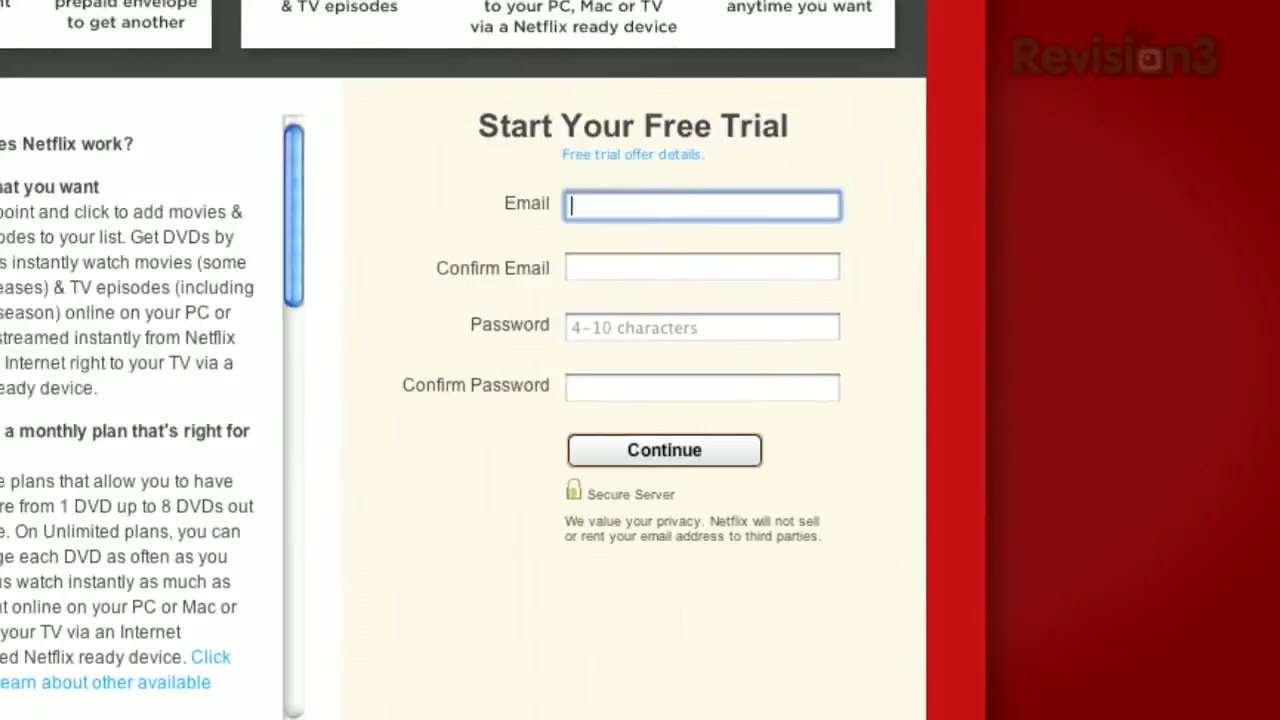 prepaid envelope
to get another
& TV episodes
to your PC, Mac or TV
via a Netflix ready device
anytime you want
Revision3
es Netflix work?
at you want
point and click to add movies &
odes to your list. Get DVDs by
s instantly watch movies (some
eases) & TV episodes (including
season) online on your PC or
streamed instantly from Netflix
Internet right to your TV via a
eady device.
a monthly plan that's right for
e plans that allow you to have
re from 1 DVD up to 8 DVDs out
e. On Unlimited plans, you can
ge each DVD as often as you
us watch instantly as much as
nt online on your PC or Mac or
your TV via an Internet
ed Netflix ready device. Click
earn about other available
Start Your Free Trial
Free trial offer details.
Email
Confirm Email
Password
4-10 characters
Confirm Password
Continue
Secure Server
We value your privacy. Netflix will not sell
or rent your email address to third parties.